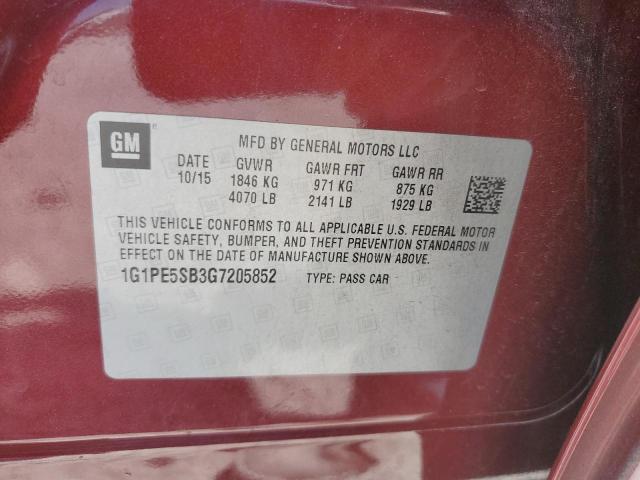 GM
MFD BY GENERAL MOTORS LLC
DATE GVWR GAWR FRT GAWR RR
10/15 1846 KG 971 KG 875 KG
4070 LB 2141 LB 1929 LB
THIS VEHICLE CONFORMS TO ALL APPLICABLE U.S. FEDERAL MOTOR
VEHICLE SAFETY, BUMPER, AND THEFT PREVENTION STANDARDS IN
EFFECT ON THE DATE OF MANUFACTURE SHOWN ABOVE.
1G1PE5SB3G7205852 TYPE: PASS CAR